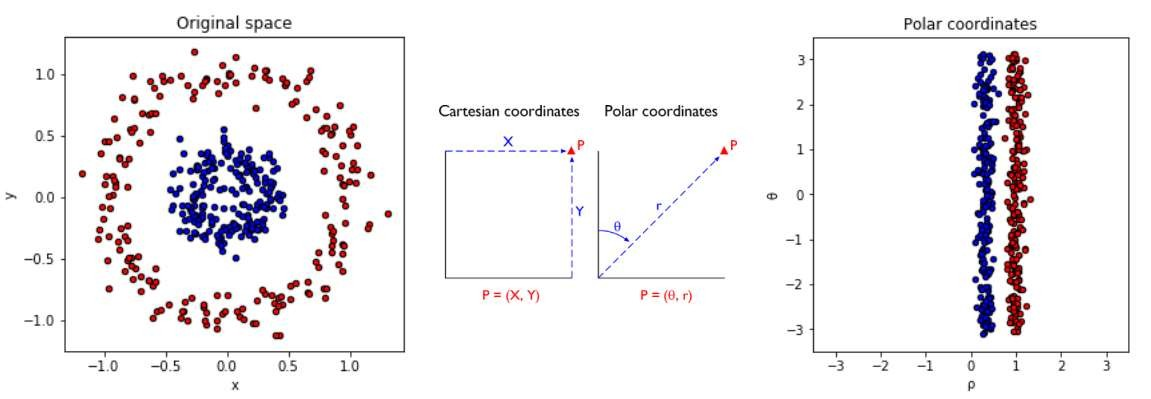 Original space
1.0
0.5
0.0
−0.5
−1.0
y
−1.0
−0.5
0.0
0.5
1.0
x
Cartesian coordinates
X
P
Y
P = (X, Y)
Polar coordinates
P
r
θ
P = (θ, r)
Polar coordinates
3
2
1
0
−1
−2
−3
θ
−3
−2
−1
0
1
2
3
ρ